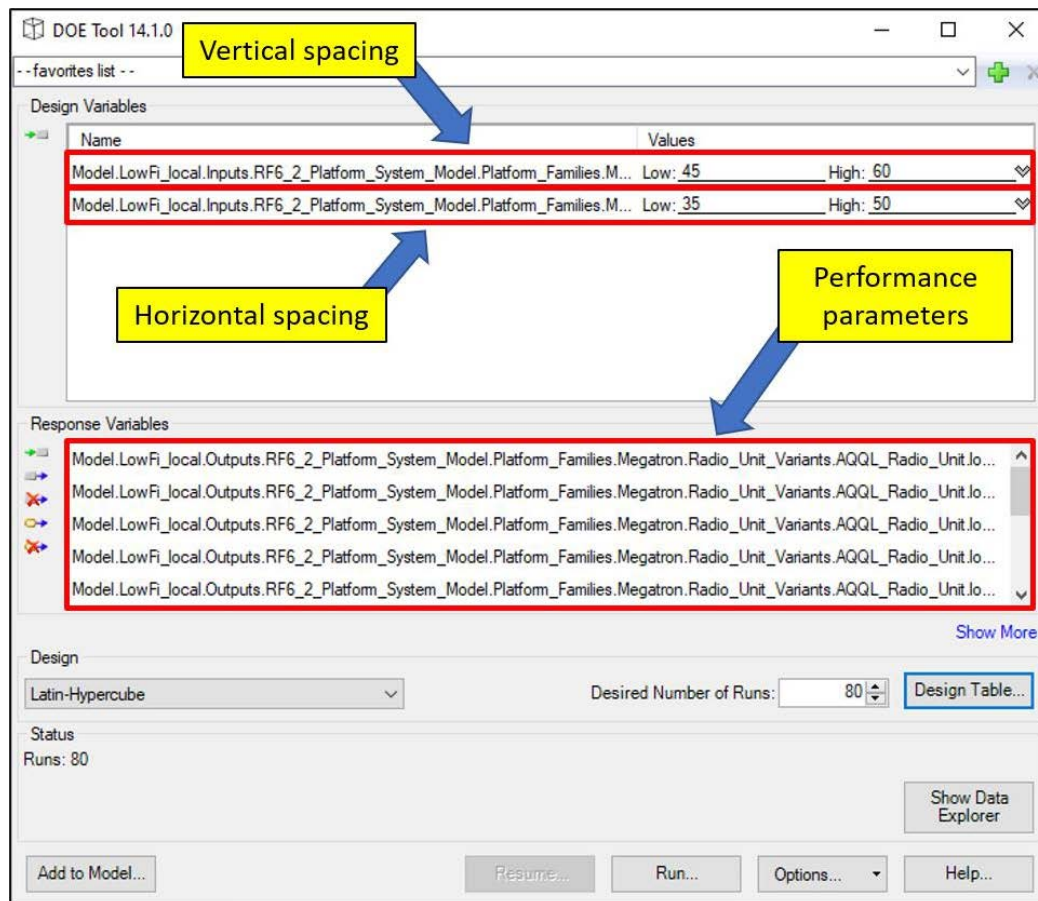 DOE Tool 14.1.0
Vertical spacing
--favorites list --
Design Variables
Name Values
Model.LowFi_local.Inputs.RF6_2_Platform_System_Model.Platform_Families.M... Low: 45 High: 60
Model.LowFi_local.Inputs.RF6_2_Platform_System_Model.Platform_Families.M... Low: 35 High: 50
Horizontal spacing
Performance
parameters
Response Variables
Model.LowFi_local.Outputs.RF6_2_Platform_System_Model.Platform_Families.Megatron.Radio_Unit_Variants.AQQL_Radio_Unit.lo...
Model.LowFi_local.Outputs.RF6_2_Platform_System_Model.Platform_Families.Megatron.Radio_Unit_Variants.AQQL_Radio_Unit.lo...
Model.LowFi_local.Outputs.RF6_2_Platform_System_Model.Platform_Families.Megatron.Radio_Unit_Variants.AQQL_Radio_Unit.lo...
Model.LowFi_local.Outputs.RF6_2_Platform_System_Model.Platform_Families.Megatron.Radio_Unit_Variants.AQQL_Radio_Unit.lo...
Model.LowFi_local.Outputs.RF6_2_Platform_System_Model.Platform_Families.Megatron.Radio_Unit_Variants.AQQL_Radio_Unit.lo...
Show More
Design
Latin-Hypercube Desired Number of Runs: 80 Design Table...
Status
Runs: 80
Show Data
Explorer
Add to Model... Resume... Run... Options... Help...